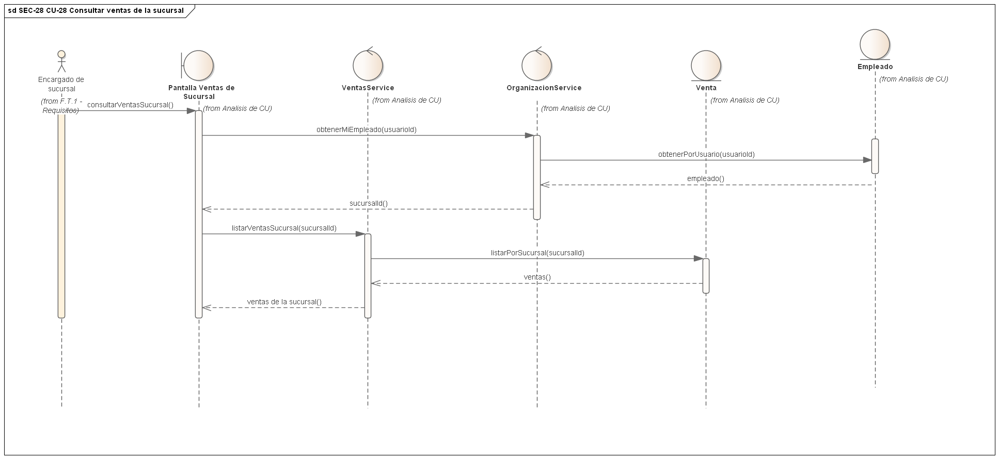 sd SEC-28 CU-28 Consultar ventas de la sucursal
Encargado de
sucursal
(from F.T.1 -
Requisitos)
Pantalla Ventas de
Sucursal
(from Analisis de CU)
VentasService
(from Analisis de CU)
OrganizacionService
(from Analisis de CU)
Venta
(from Analisis de CU)
Empleado
(from Analisis de CU)
consultarVentasSucursal()
obtenerMiEmpleado(usuarioId)
obtenerPorUsuario(usuarioId)
empleado()
sucursalId()
listarVentasSucursal(sucursalId)
listarPorSucursal(sucursalId)
ventas()
ventas de la sucursal()